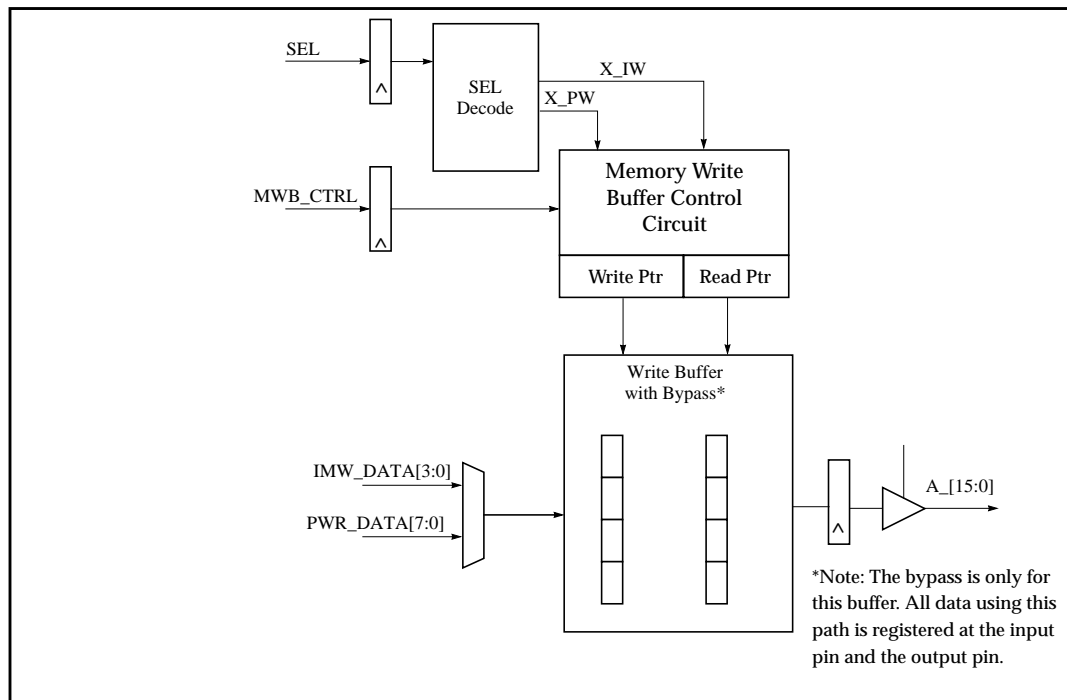 SEL
SEL
Decode
X_IW
X_PW
Memory Write
Buffer Control
Circuit
MWB_CTRL
Write Ptr
Read Ptr
Write Buffer
with Bypass*
IMW_DATA[3:0]
PWR_DATA[7:0]
A_[15:0]
*Note: The bypass is only for
this buffer. All data using this
path is registered at the input
pin and the output pin.